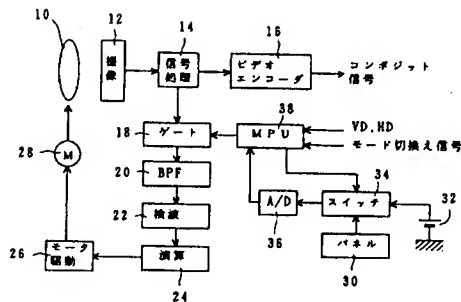 10
12
14
16
撮像
信号
処理
ビデオ
エンコーダ
コンポジット
信号
18
ゲート
38
MPU
VD,HD
モード切換え信号
28
M
20
BPF
34
32
22
検波
A/D
スイッチ
36
26
モータ
駆動
演算
24
パネル
30